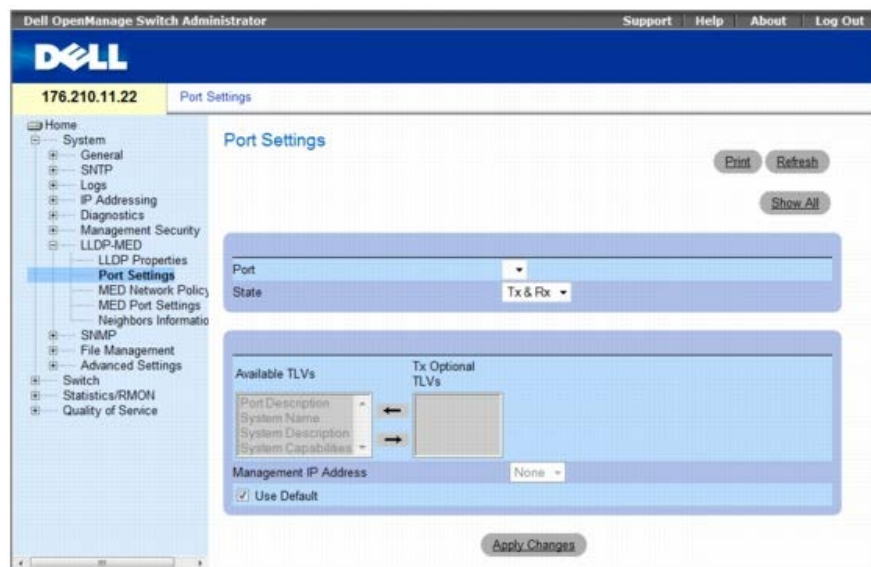 Dell OpenManage Switch Administrator
Support Help About Log Out
DELL
176.210.11.22
Port Settings
Home
System
General
SNTP
Logs
IP Addressing
Diagnostics
Management Security
LLDP-MED
LLDP Properties
Port Settings
MED Network Policy
MED Port Settings
Neighbors Informatio
SNMP
File Management
Advanced Settings
Switch
Statistics/RMON
Quality of Service
Port Settings
Print Refresh
Show All
Port
State Tx & Rx
Available TLVs
Tx Optional
TLVs
Port Description
System Name
System Description
System Capabilities
Management IP Address None
Use Default
Apply Changes